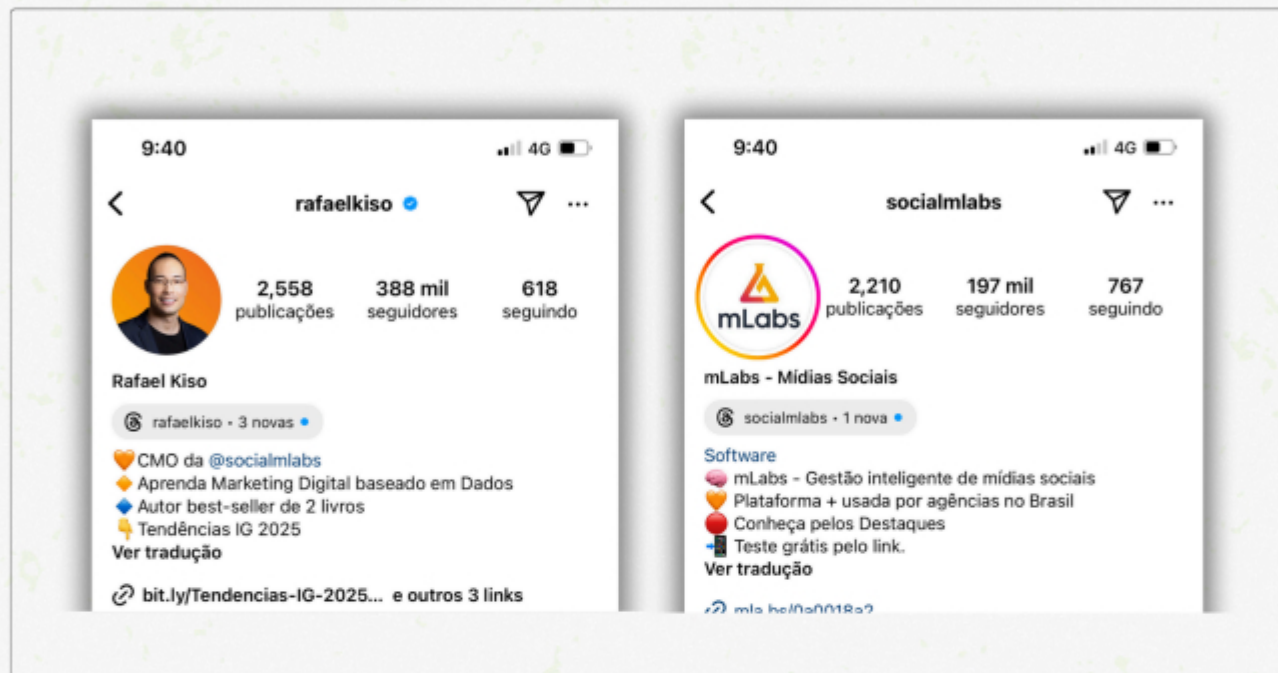 9:40
4G
rafaelkiso
2,558
388 mil
618
publicações
seguidores
seguindo
Rafael Kiso
rafaelkiso • 3 novas
CMO da @socialmlabs
Aprenda Marketing Digital baseado em Dados
Autor best-seller de 2 livros
Tendências IG 2025
Ver tradução
bit.ly/Tendencias-IG-2025... e outros 3 links
9:40
4G
socialmlabs
mLabs
2,210
197 mil
767
publicações
seguidores
seguindo
mLabs - Mídias Sociais
socialmlabs • 1 nova
Software
mLabs - Gestão inteligente de mídias sociais
Plataforma + usada por agências no Brasil
Conheça pelos Destaques
Teste grátis pelo link.
Ver tradução
mla.bs/0a0018a2